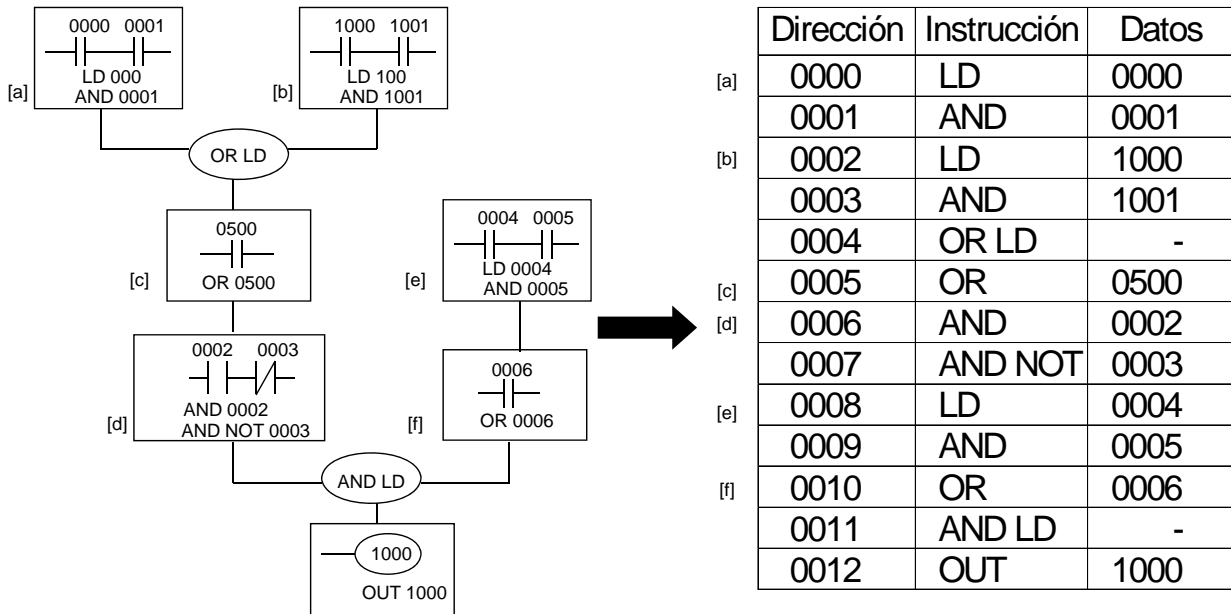 0000 0001
LD 000
AND 0001
[a]
1000 1001
LD 100
AND 1001
[b]
OR LD
0500
OR 0500
[c]
0004 0005
LD 0004
AND 0005
[e]
0002 0003
AND 0002
AND NOT 0003
[d]
0006
OR 0006
[f]
AND LD
1000
OUT 1000
Dirección Instrucción Datos
[a] 0000 LD 0000
0001 AND 0001
[b] 0002 LD 1000
0003 AND 1001
0004 OR LD -
[c] 0005 OR 0500
[d] 0006 AND 0002
0007 AND NOT 0003
[e] 0008 LD 0004
0009 AND 0005
[f] 0010 OR 0006
0011 AND LD -
0012 OUT 1000